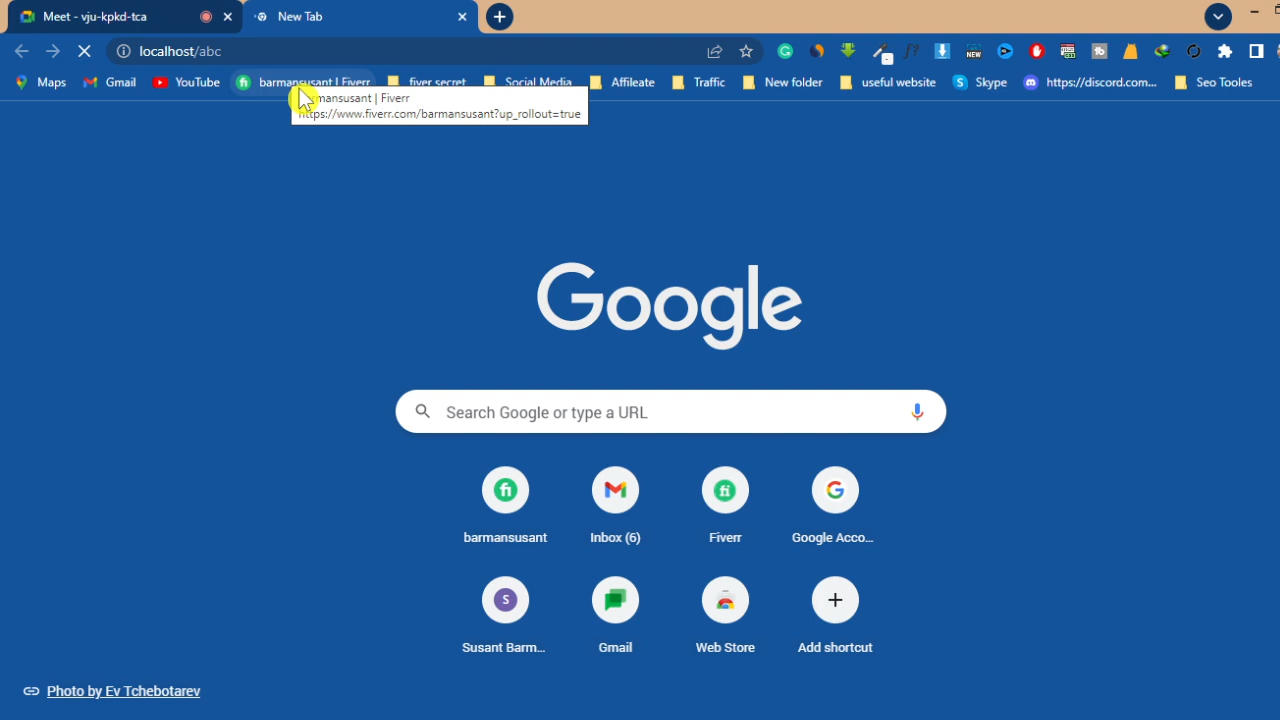 Meet - vju-kpkd-tca
New Tab
localhost/abc
Maps
Gmail
YouTube
barmansusant | Fiverr
fiver secret
Social Media
Affileate
Traffic
New folder
useful website
Skype
https://discord.com...
Seo Tooles
mansusant | Fiverr
https://www.fiverr.com/barmansusant?up_rollout=true
NEW
Google
Search Google or type a URL
barmansusant
Inbox (6)
Fiverr
Google Acco...
S
Susant Barm...
Gmail
Web Store
Add shortcut
Photo by Ev Tchebotarev